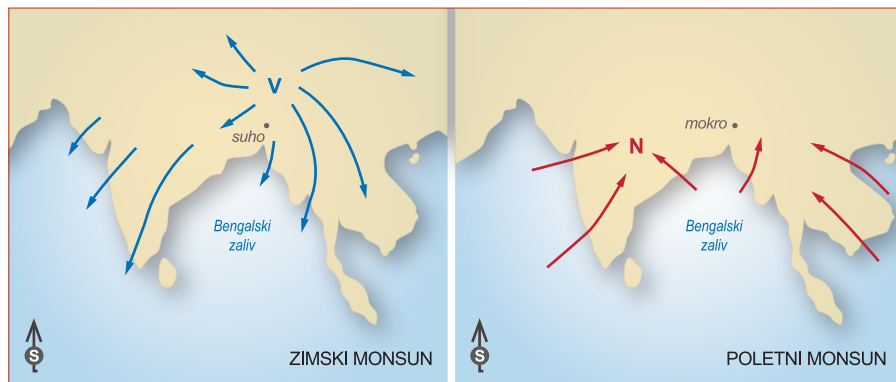 V
suho
Bengalski
zaliv
S
ZIMSKI MONSUN
mokro
N
Bengalski
zaliv
S
POLETNI MONSUN